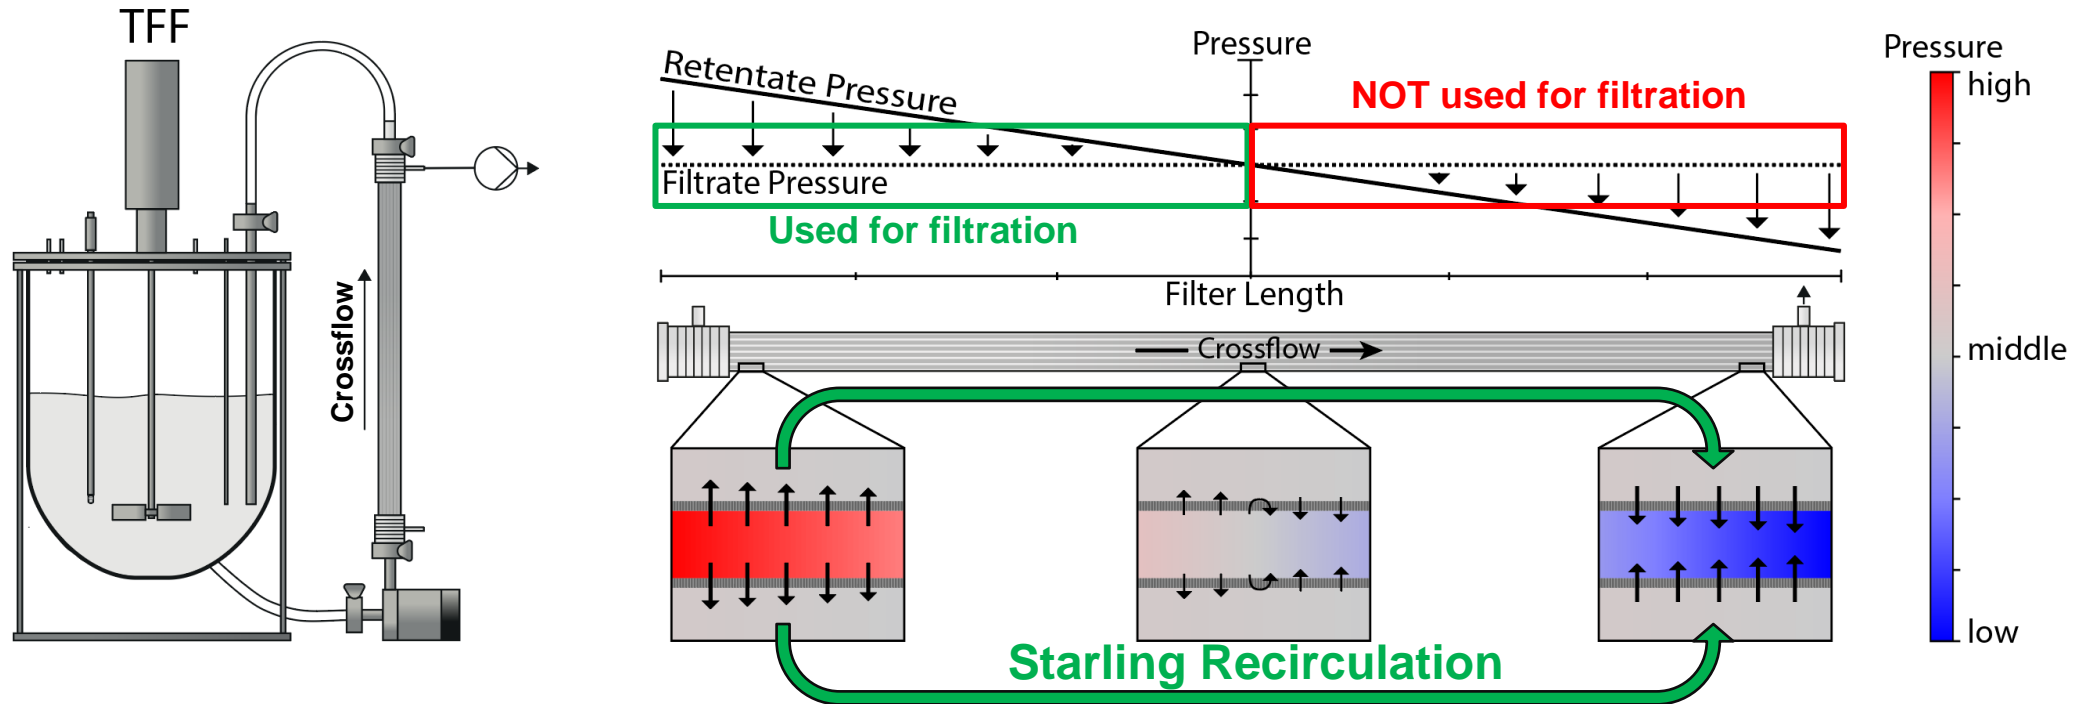 TFF
Crossflow
Pressure
Retentate Pressure
NOT used for filtration
Filtrate Pressure
Used for filtration
Filter Length
Crossflow
Starling Recirculation
Pressure
high
middle
low